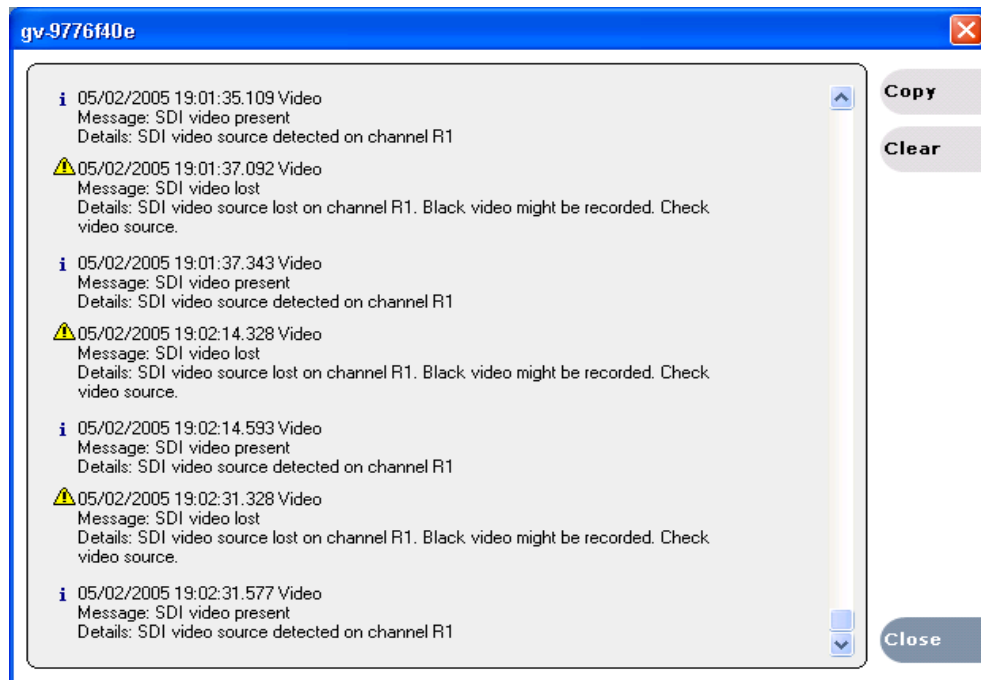 gv-9776f40e
i 05/02/2005 19:01:35.109 Video
Message: SDI video present
Details: SDI video source detected on channel R1
05/02/2005 19:01:37.092 Video
Message: SDI video lost
Details: SDI video source lost on channel R1. Black video might be recorded. Check
video source.
i 05/02/2005 19:01:37.343 Video
Message: SDI video present
Details: SDI video source detected on channel R1
05/02/2005 19:02:14.328 Video
Message: SDI video lost
Details: SDI video source lost on channel R1. Black video might be recorded. Check
video source.
i 05/02/2005 19:02:14.593 Video
Message: SDI video present
Details: SDI video source detected on channel R1
05/02/2005 19:02:31.328 Video
Message: SDI video lost
Details: SDI video source lost on channel R1. Black video might be recorded. Check
video source.
i 05/02/2005 19:02:31.577 Video
Message: SDI video present
Details: SDI video source detected on channel R1
Copy
Clear
Close